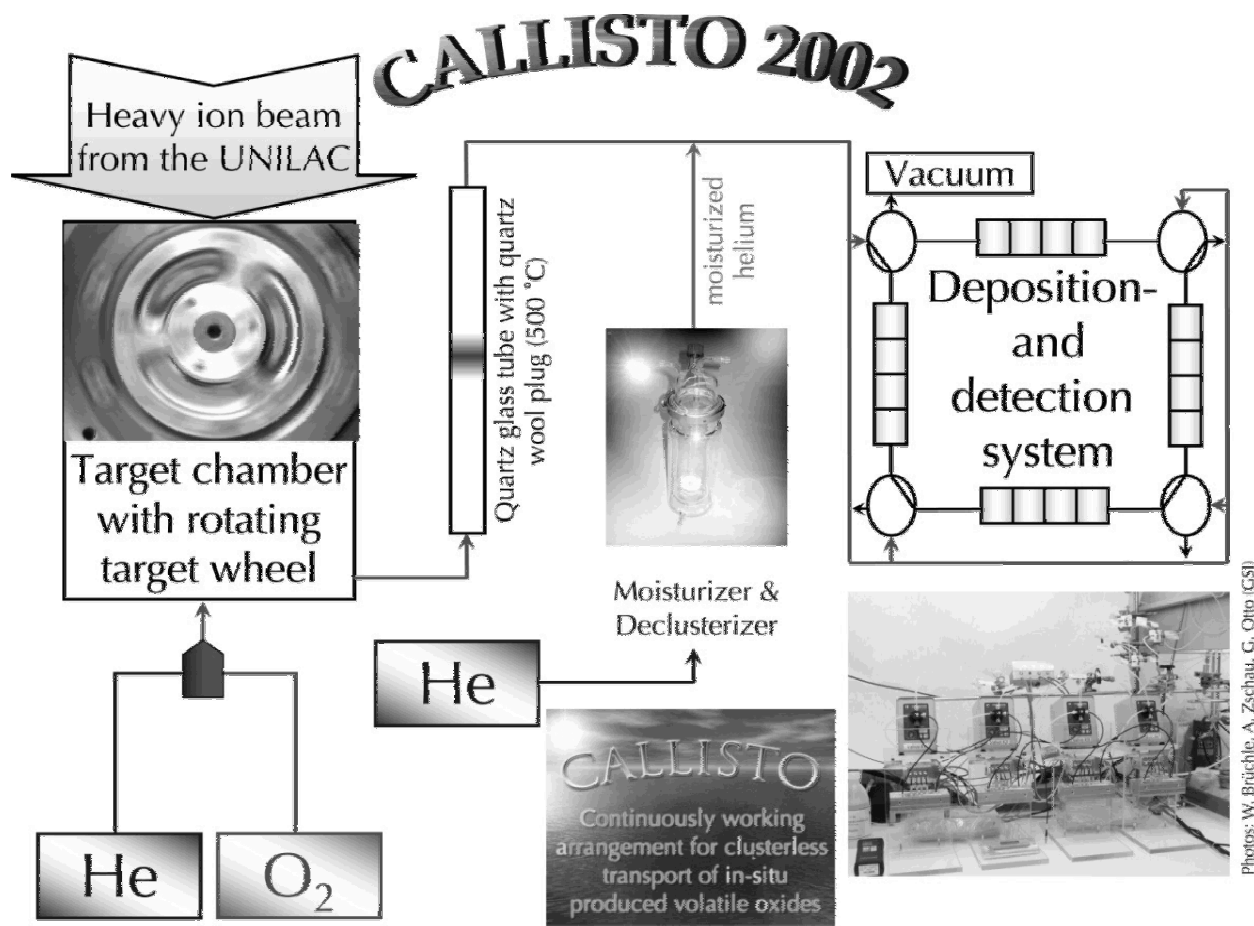 CALLISTO 2002
Heavy ion beam
from the UNILAC
Target chamber
with rotating
target wheel
He
O2
Quartz glass tube with quartz
wool plug (500 °C)
moisturized
helium
Moisturizer &
Declusterizer
He
CALLISTO
Continuously working
arrangement for clusterless
transport of in-situ
produced volatile oxides
Vacuum
Deposition-
and
detection
system
Photos: W. Brüchle, A. Zschau, G. Otto (GSI)